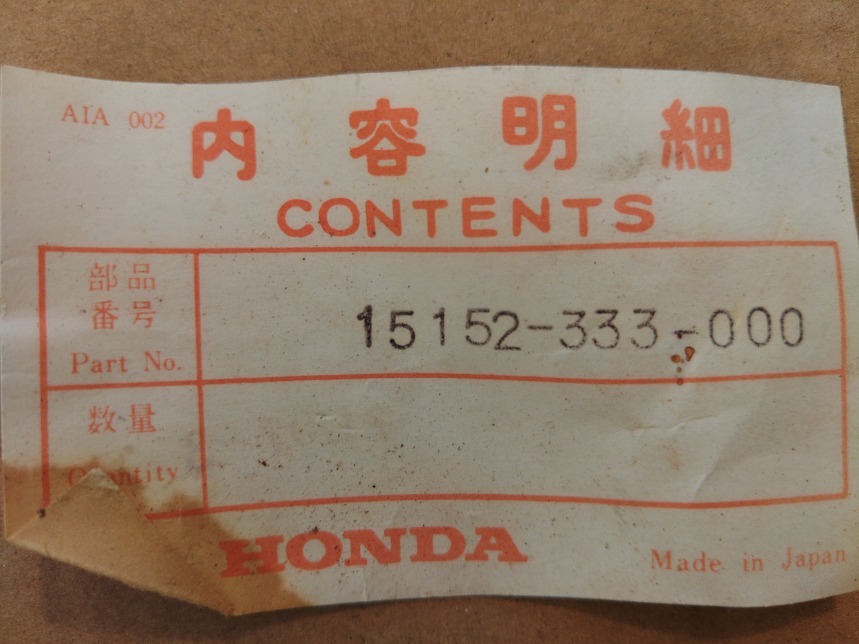 AIA 002
内容明細
CONTENTS
部品
番号
Part No.
15152-333-000
数量
Quantity
HONDA
Made in Japan